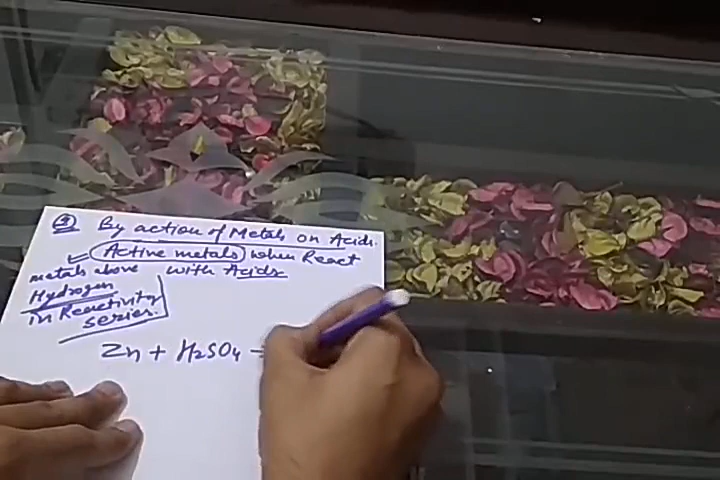 ④ By action of Metals on Acids.
Active metals when React
with Acids
metals above
Hydrogen
in Reactivity
series.
Zn + H₂SO₄ –